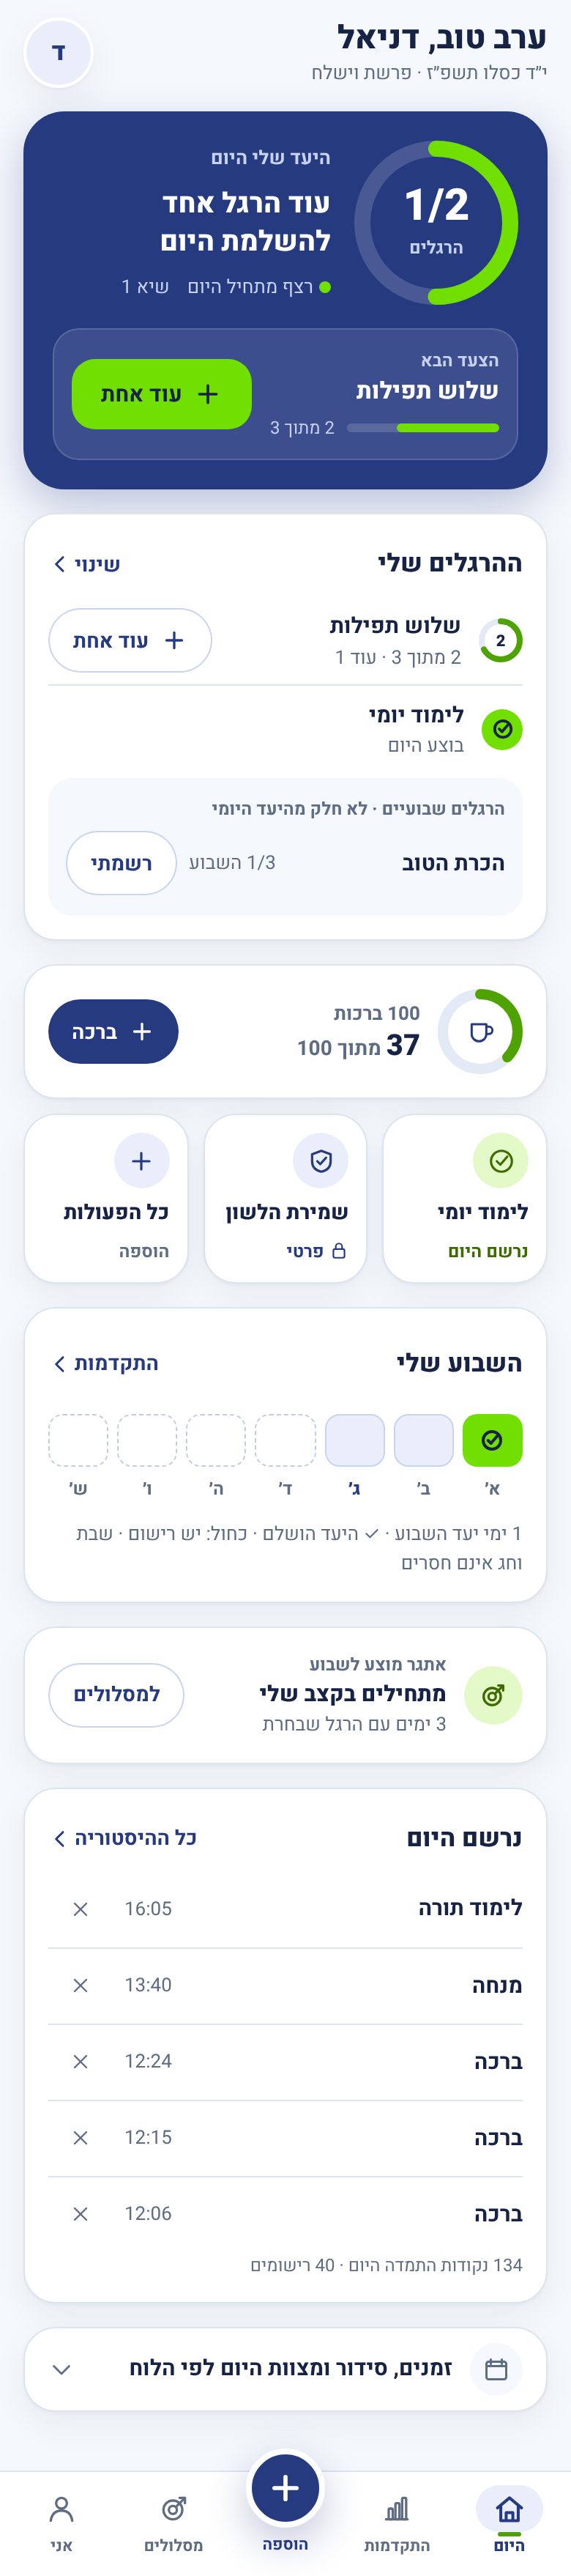 ערב טוב, דניאל
י״ד כסלו תשפ״ז · פרשת וישלח
ד
1/2
הרגלים
היעד שלי היום
עוד הרגל אחד
להשלמת היום
רצף מתחיל היום שיא 1
הצעד הבא
שלוש תפילות
2 מתוך 3
עוד אחת
ההרגלים שלי
שינוי
2
שלוש תפילות
2 מתוך 3 · עוד 1
עוד אחת
לימוד יומי
בוצע היום
הרגלים שבועיים · לא חלק מהיעד היומי
הכרת הטוב
1/3 השבוע
רשמתי
100 ברכות
37 מתוך 100
ברכה
לימוד יומי
נרשם היום
שמירת הלשון
פרטי
כל הפעולות
הוספה
השבוע שלי
התקדמות
א׳ ב׳ ג׳ ד׳ ה׳ ו׳ ש׳
1 ימי יעד השבוע · ✓ היעד הושלם · כחול: יש רישום · שבת
וחג אינם חסרים
אתגר מוצע לשבוע
מתחילים בקצב שלי
3 ימים עם הרגל שבחרת
למסלולים
נרשם היום
כל ההיסטוריה
לימוד תורה 16:05
מנחה 13:40
ברכה 12:24
ברכה 12:15
ברכה 12:06
134 נקודות התמדה היום · 40 רישומים
זמנים, סידור ומצוות היום לפי הלוח
היום
התקדמות
הוספה
מסלולים
אני